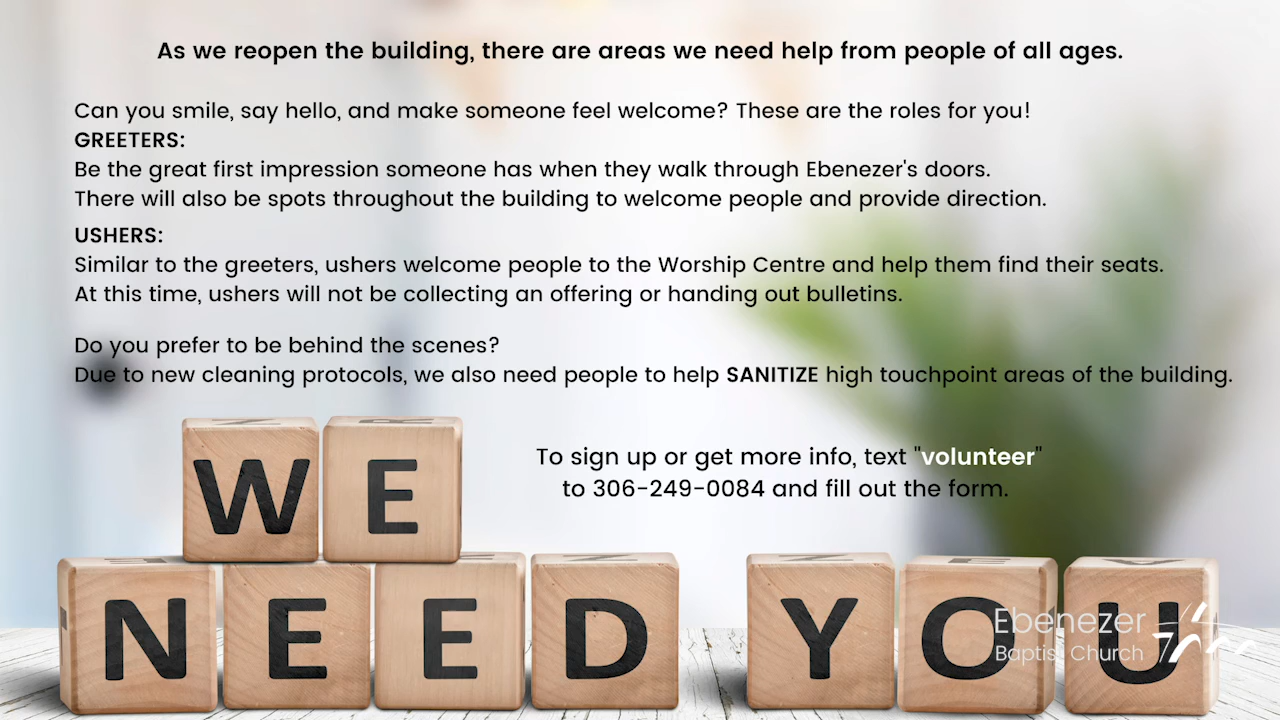 As we reopen the building, there are areas we need help from people of all ages.
Can you smile, say hello, and make someone feel welcome? These are the roles for you!
GREETERS:
Be the great first impression someone has when they walk through Ebenezer's doors.
There will also be spots throughout the building to welcome people and provide direction.
USHERS:
Similar to the greeters, ushers welcome people to the Worship Centre and help them find their seats.
At this time, ushers will not be collecting an offering or handing out bulletins.
Do you prefer to be behind the scenes?
Due to new cleaning protocols, we also need people to help SANITIZE high touchpoint areas of the building.
To sign up or get more info, text "volunteer"
to 306-249-0084 and fill out the form.
WE
NEED YOU
Ebenezer
Baptist Church